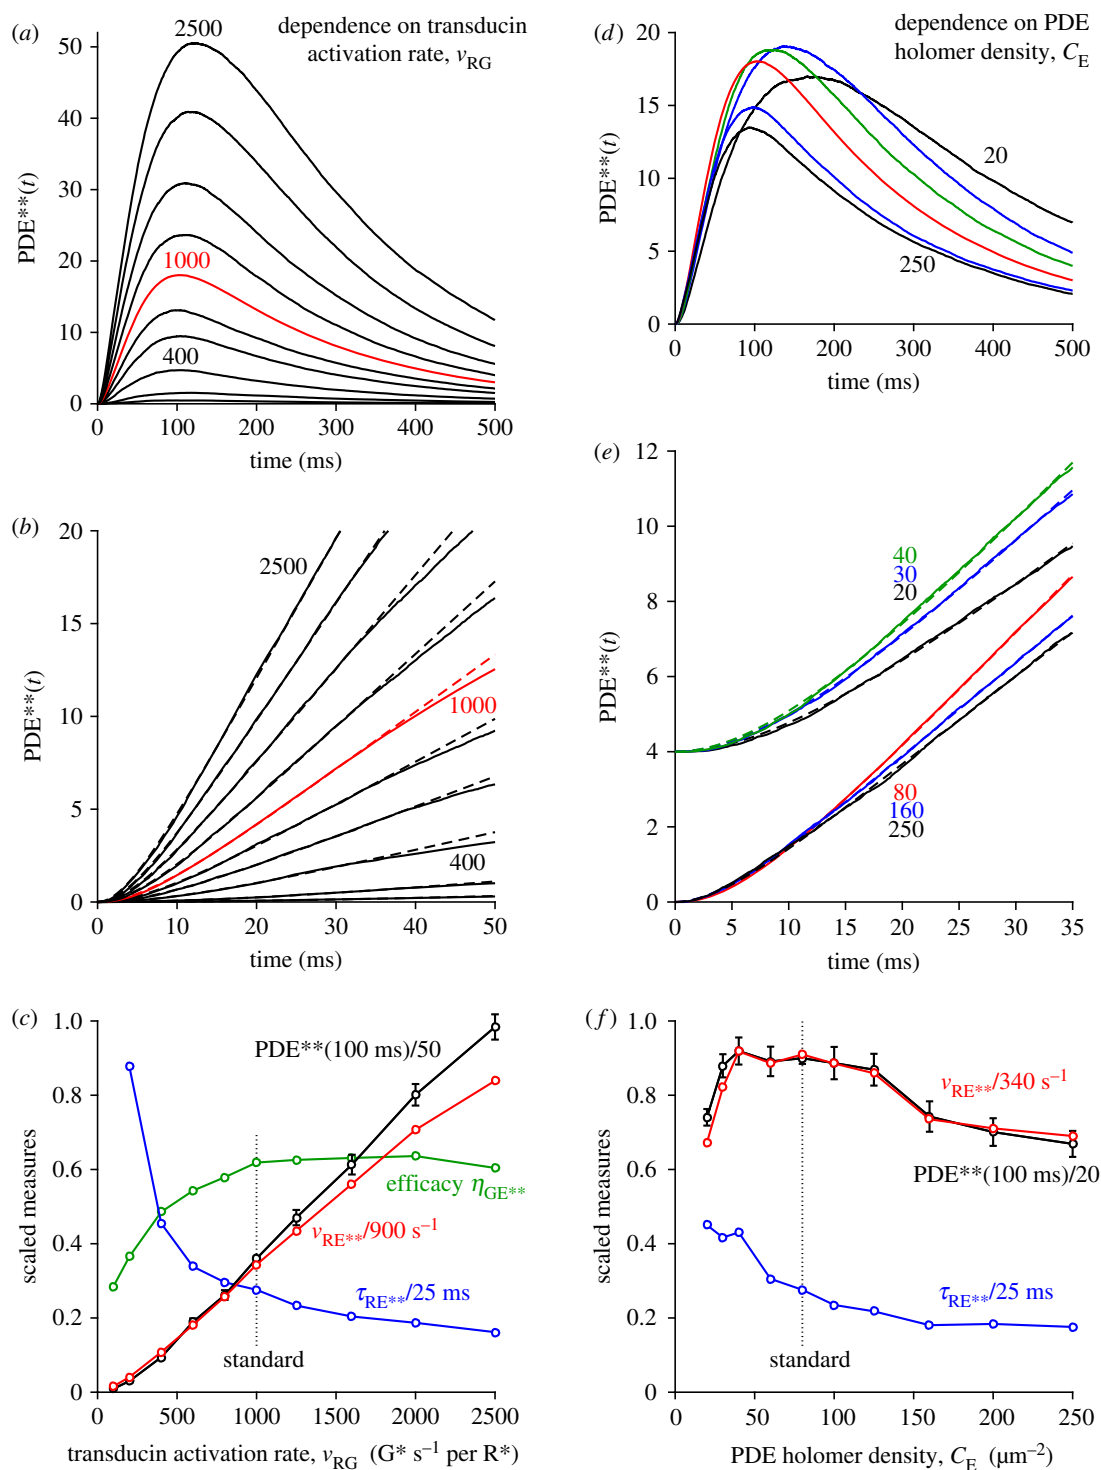 (a)
dependence on transducin
activation rate, vRG
2500
1000
400
PDE**(t)
50
40
30
20
10
0
0 100 200 300 400 500
time (ms)
(b)
2500
1000
400
PDE**(t)
20
15
10
5
0
0 10 20 30 40 50
time (ms)
(c)
PDE**(100 ms)/50
efficacy ηGE**
vRE**/900 s−1
τRE**/25 ms
standard
scaled measures
1.0
0.8
0.6
0.4
0.2
0
0 500 1000 1500 2000 2500
transducin activation rate, vRG (G* s−1 per R*)
(d)
dependence on PDE
holomer density, CE
20
250
PDE**(t)
20
15
10
5
0
0 100 200 300 400 500
time (ms)
(e)
40
30
20
80
160
250
PDE**(t)
12
10
8
6
4
2
0
0 5 10 15 20 25 30 35
time (ms)
(f)
vRE**/340 s−1
PDE**(100 ms)/20
τRE**/25 ms
standard
scaled measures
1.0
0.8
0.6
0.4
0.2
0
0 50 100 150 200 250
PDE holomer density, CE (μm−2)